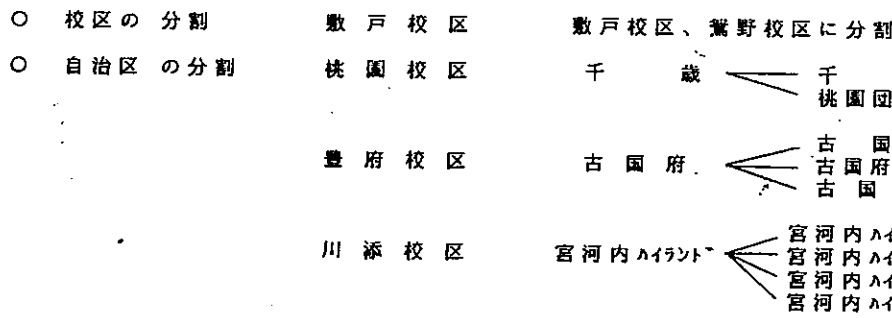 ○ 校区の分割 敷戸校区 敷戸校区、鴛野校区に分割
○ 自治区の分割 桃園校区 千歳 千
桃園団
豊府校区 古国府 古国
古国府
古国
川添校区 宮河内ハイランド 宮河内ハイ
宮河内ハイ
宮河内ハイ
宮河内ハイ